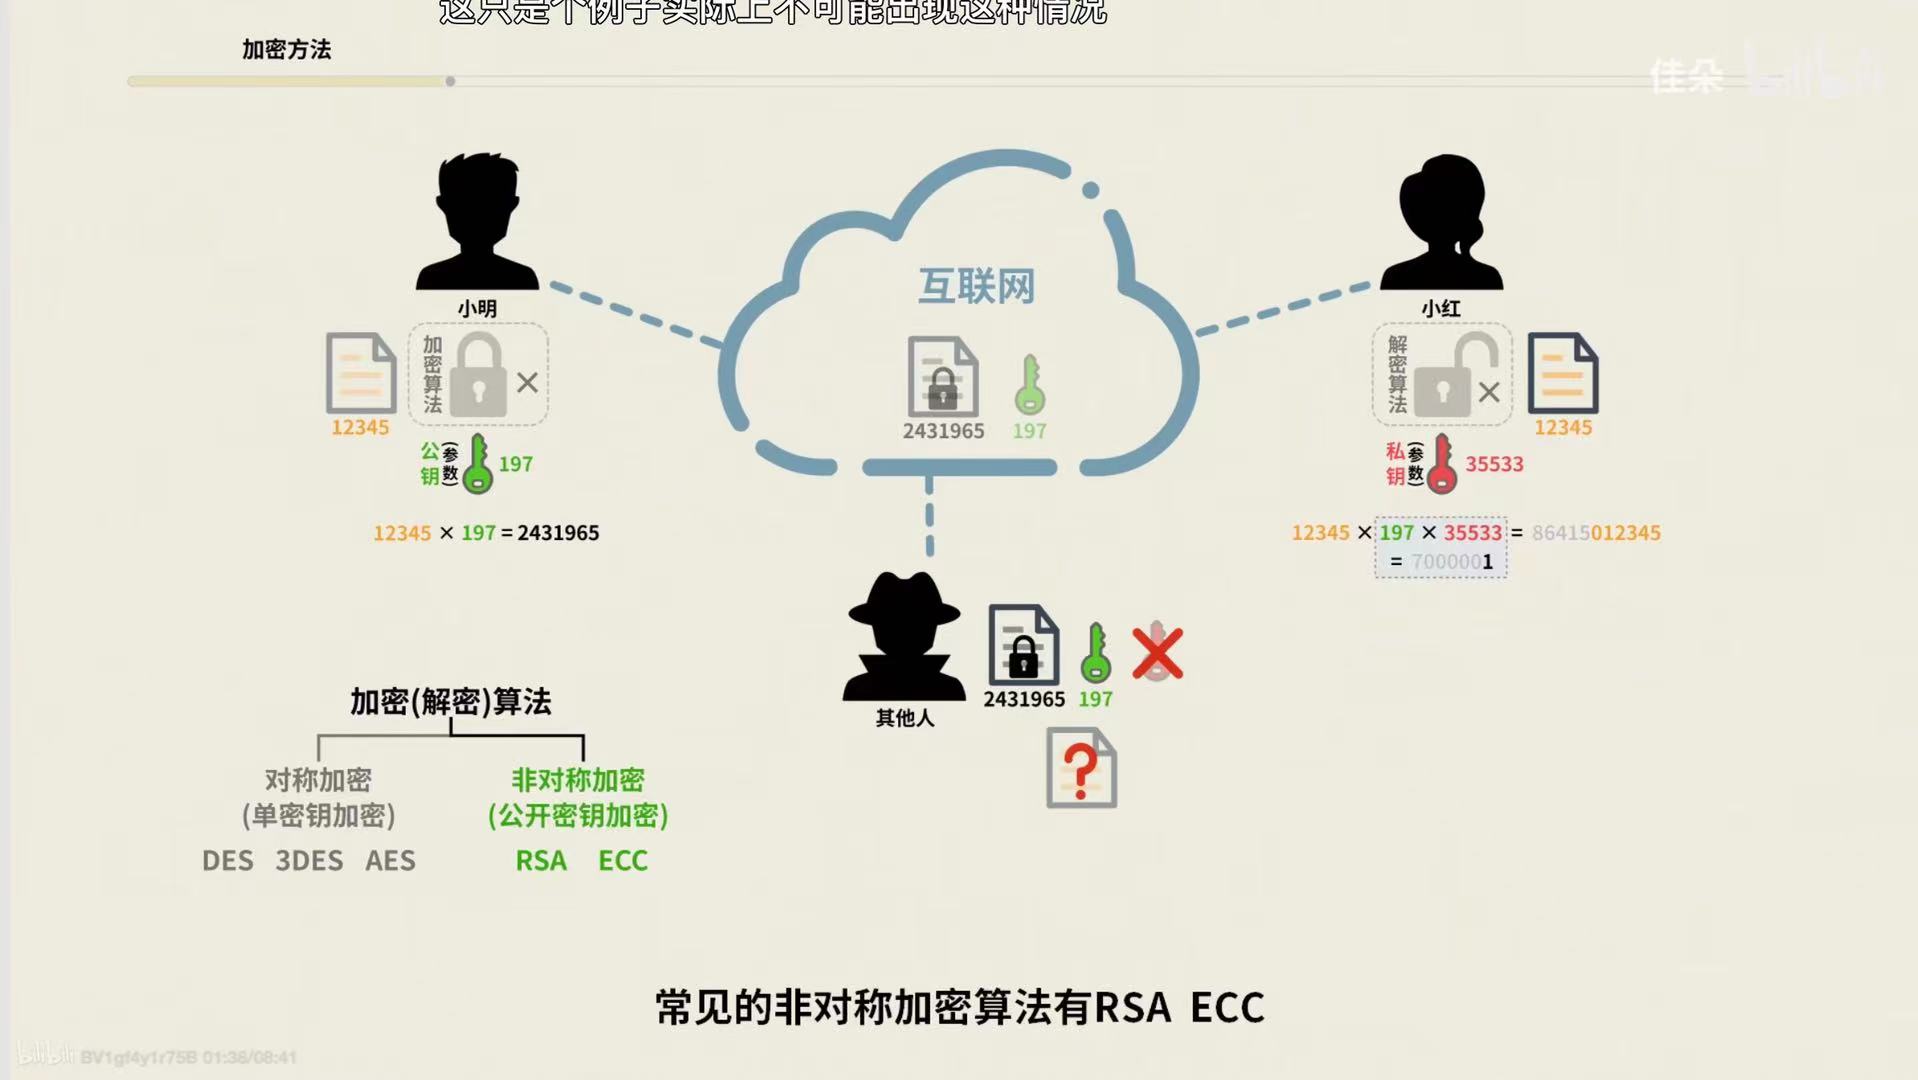 这只是个例子实际上不可能出现这种情况
加密方法
佳朵 bilibili
互联网
小明
小红
加密算法
×
解密算法
×
12345
2431965
197
12345
公钥(参数)
197
私钥(参数)
35533
12345 × 197 = 2431965
12345 × 197 × 35533 = 86415012345
= 7000001
其他人
2431965
197
?
加密(解密)算法
对称加密
(单密钥加密)
非对称加密
(公开密钥加密)
DES 3DES AES
RSA ECC
常见的非对称加密算法有RSA ECC
bilibili BV1gf4y1r75B 01:36/08:41